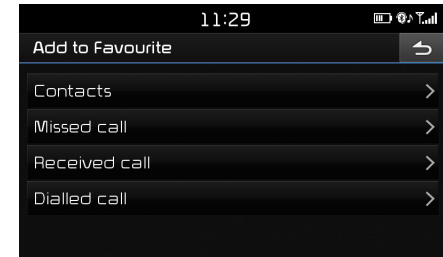 11:29
Add to Favourite
Contacts
Missed call
Received call
Dialled call